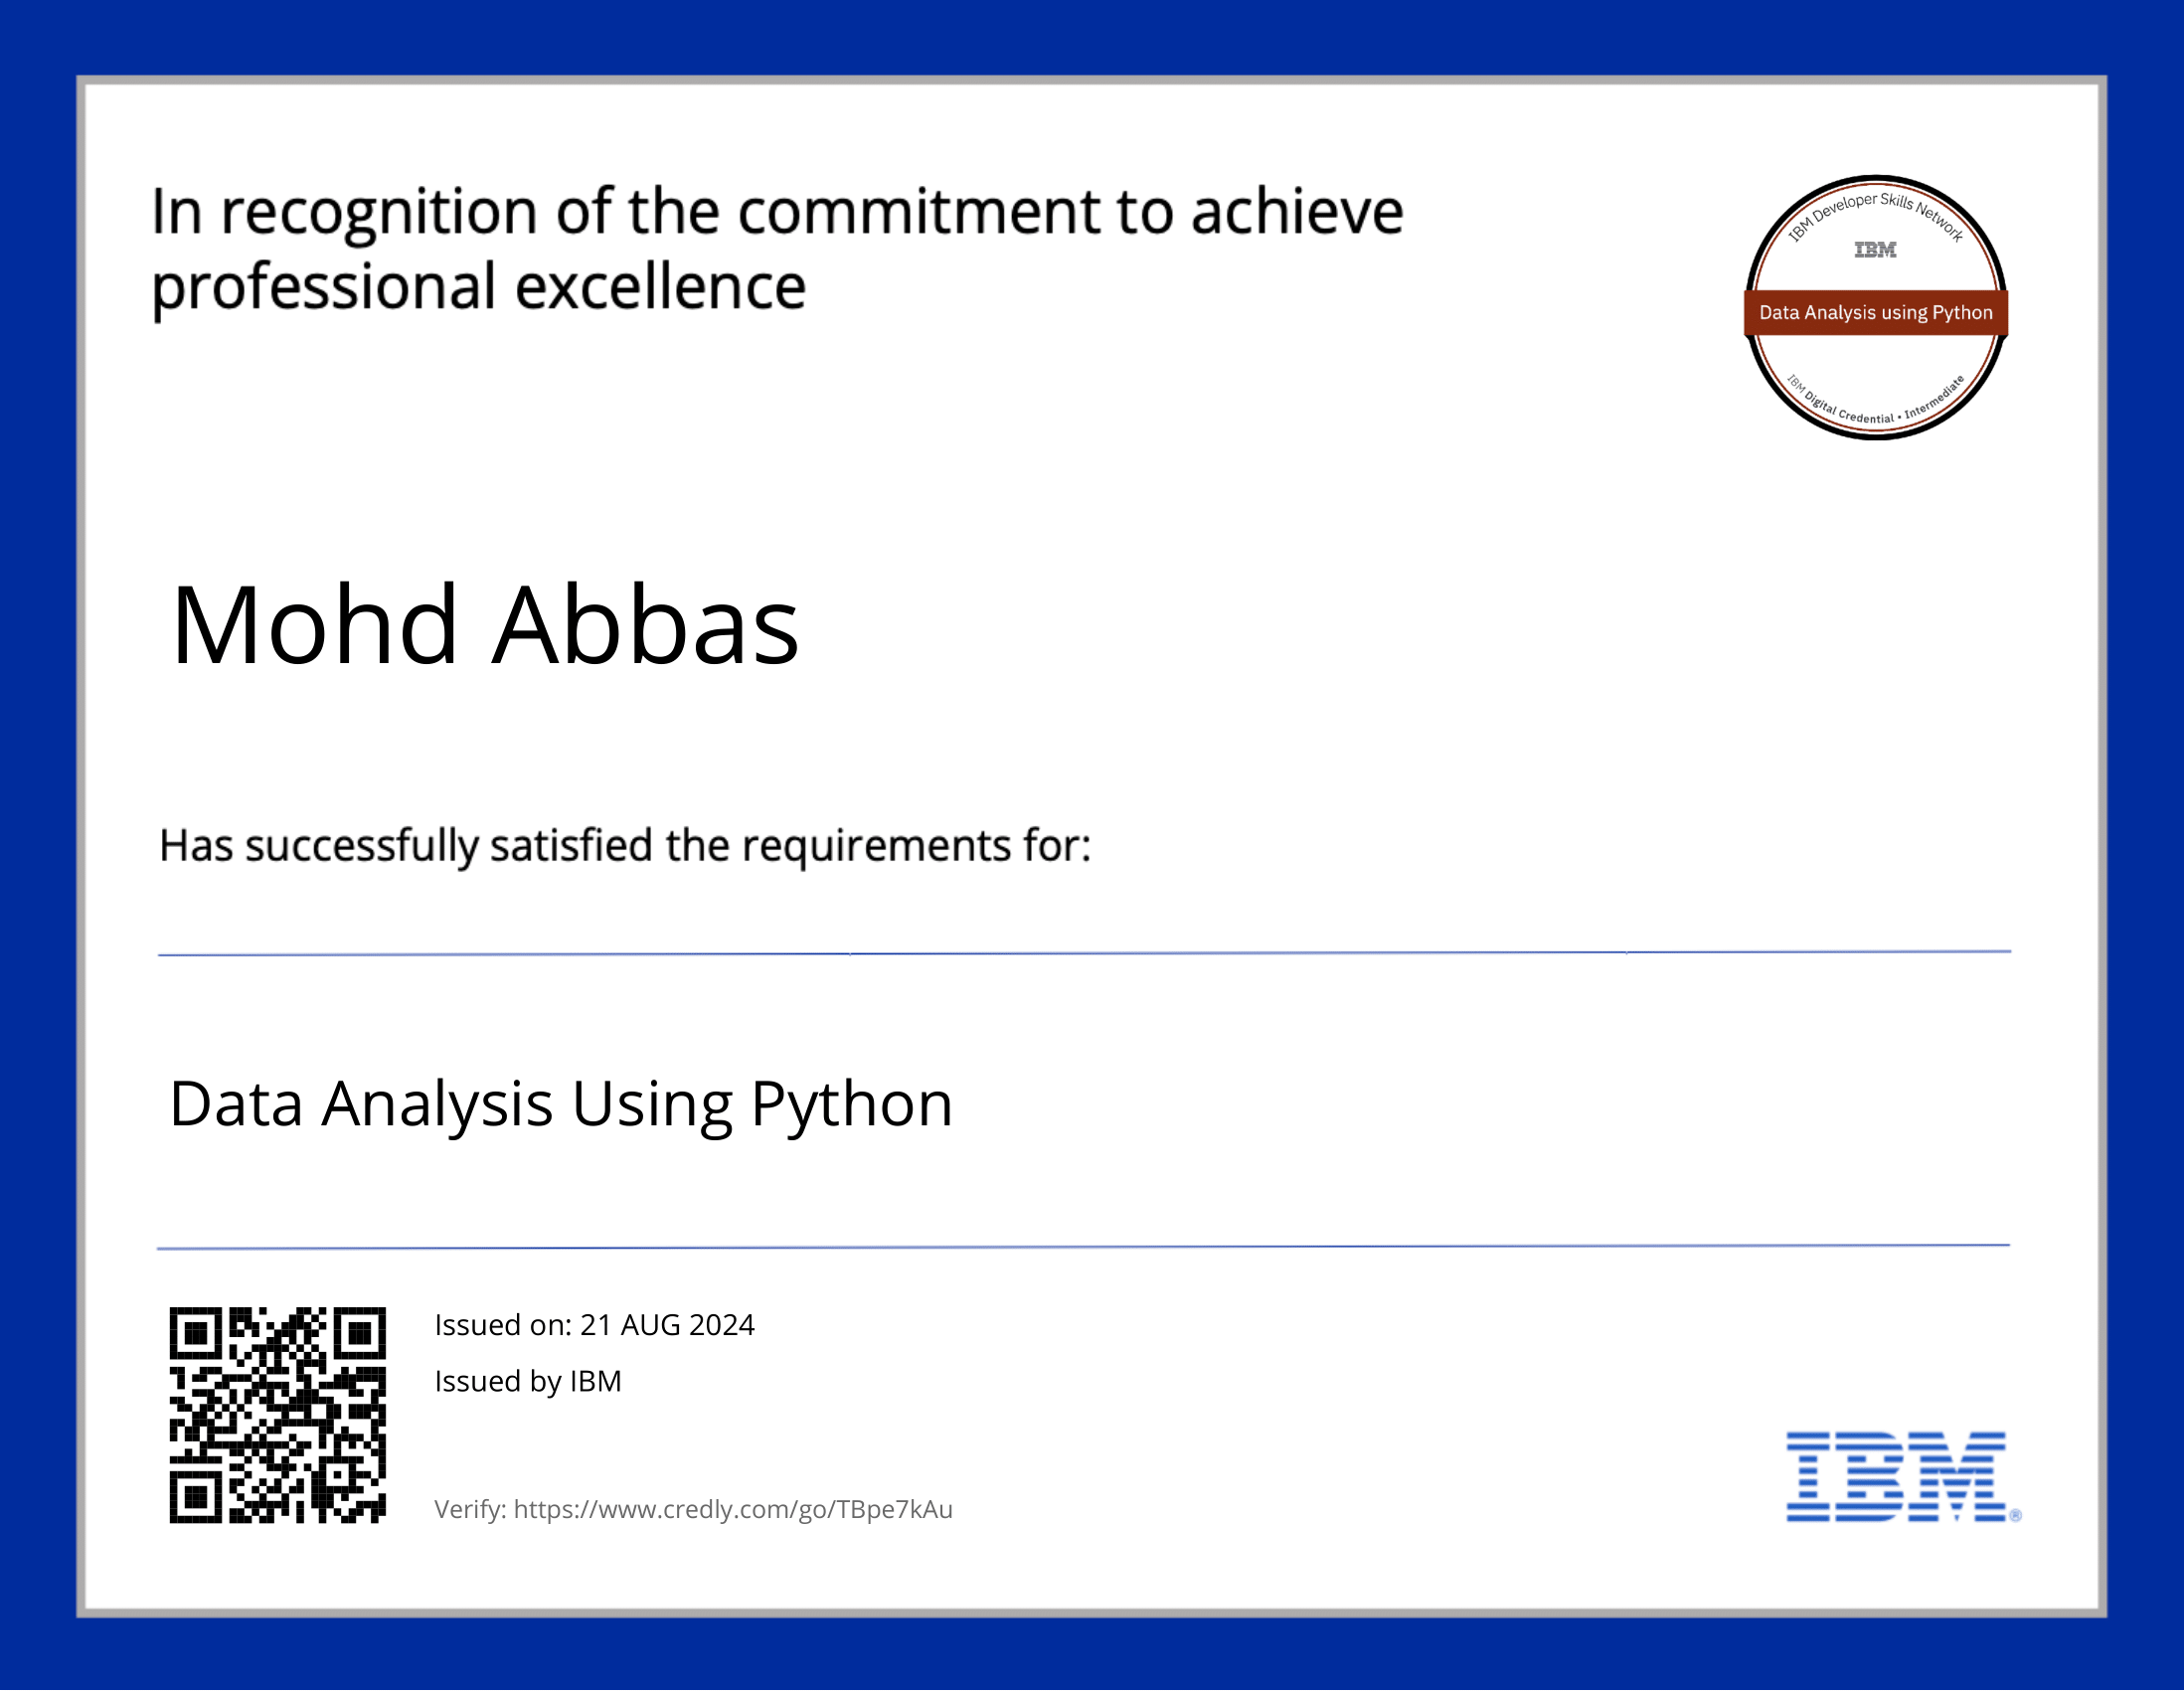 In recognition of the commitment to achieve
professional excellence
IBM Developer Skills Network
IBM
Data Analysis using Python
IBM Digital Credential • Intermediate
Mohd Abbas
Has successfully satisfied the requirements for:
Data Analysis Using Python
Issued on: 21 AUG 2024
Issued by IBM
Verify: https://www.credly.com/go/TBpe7kAu
IBM®